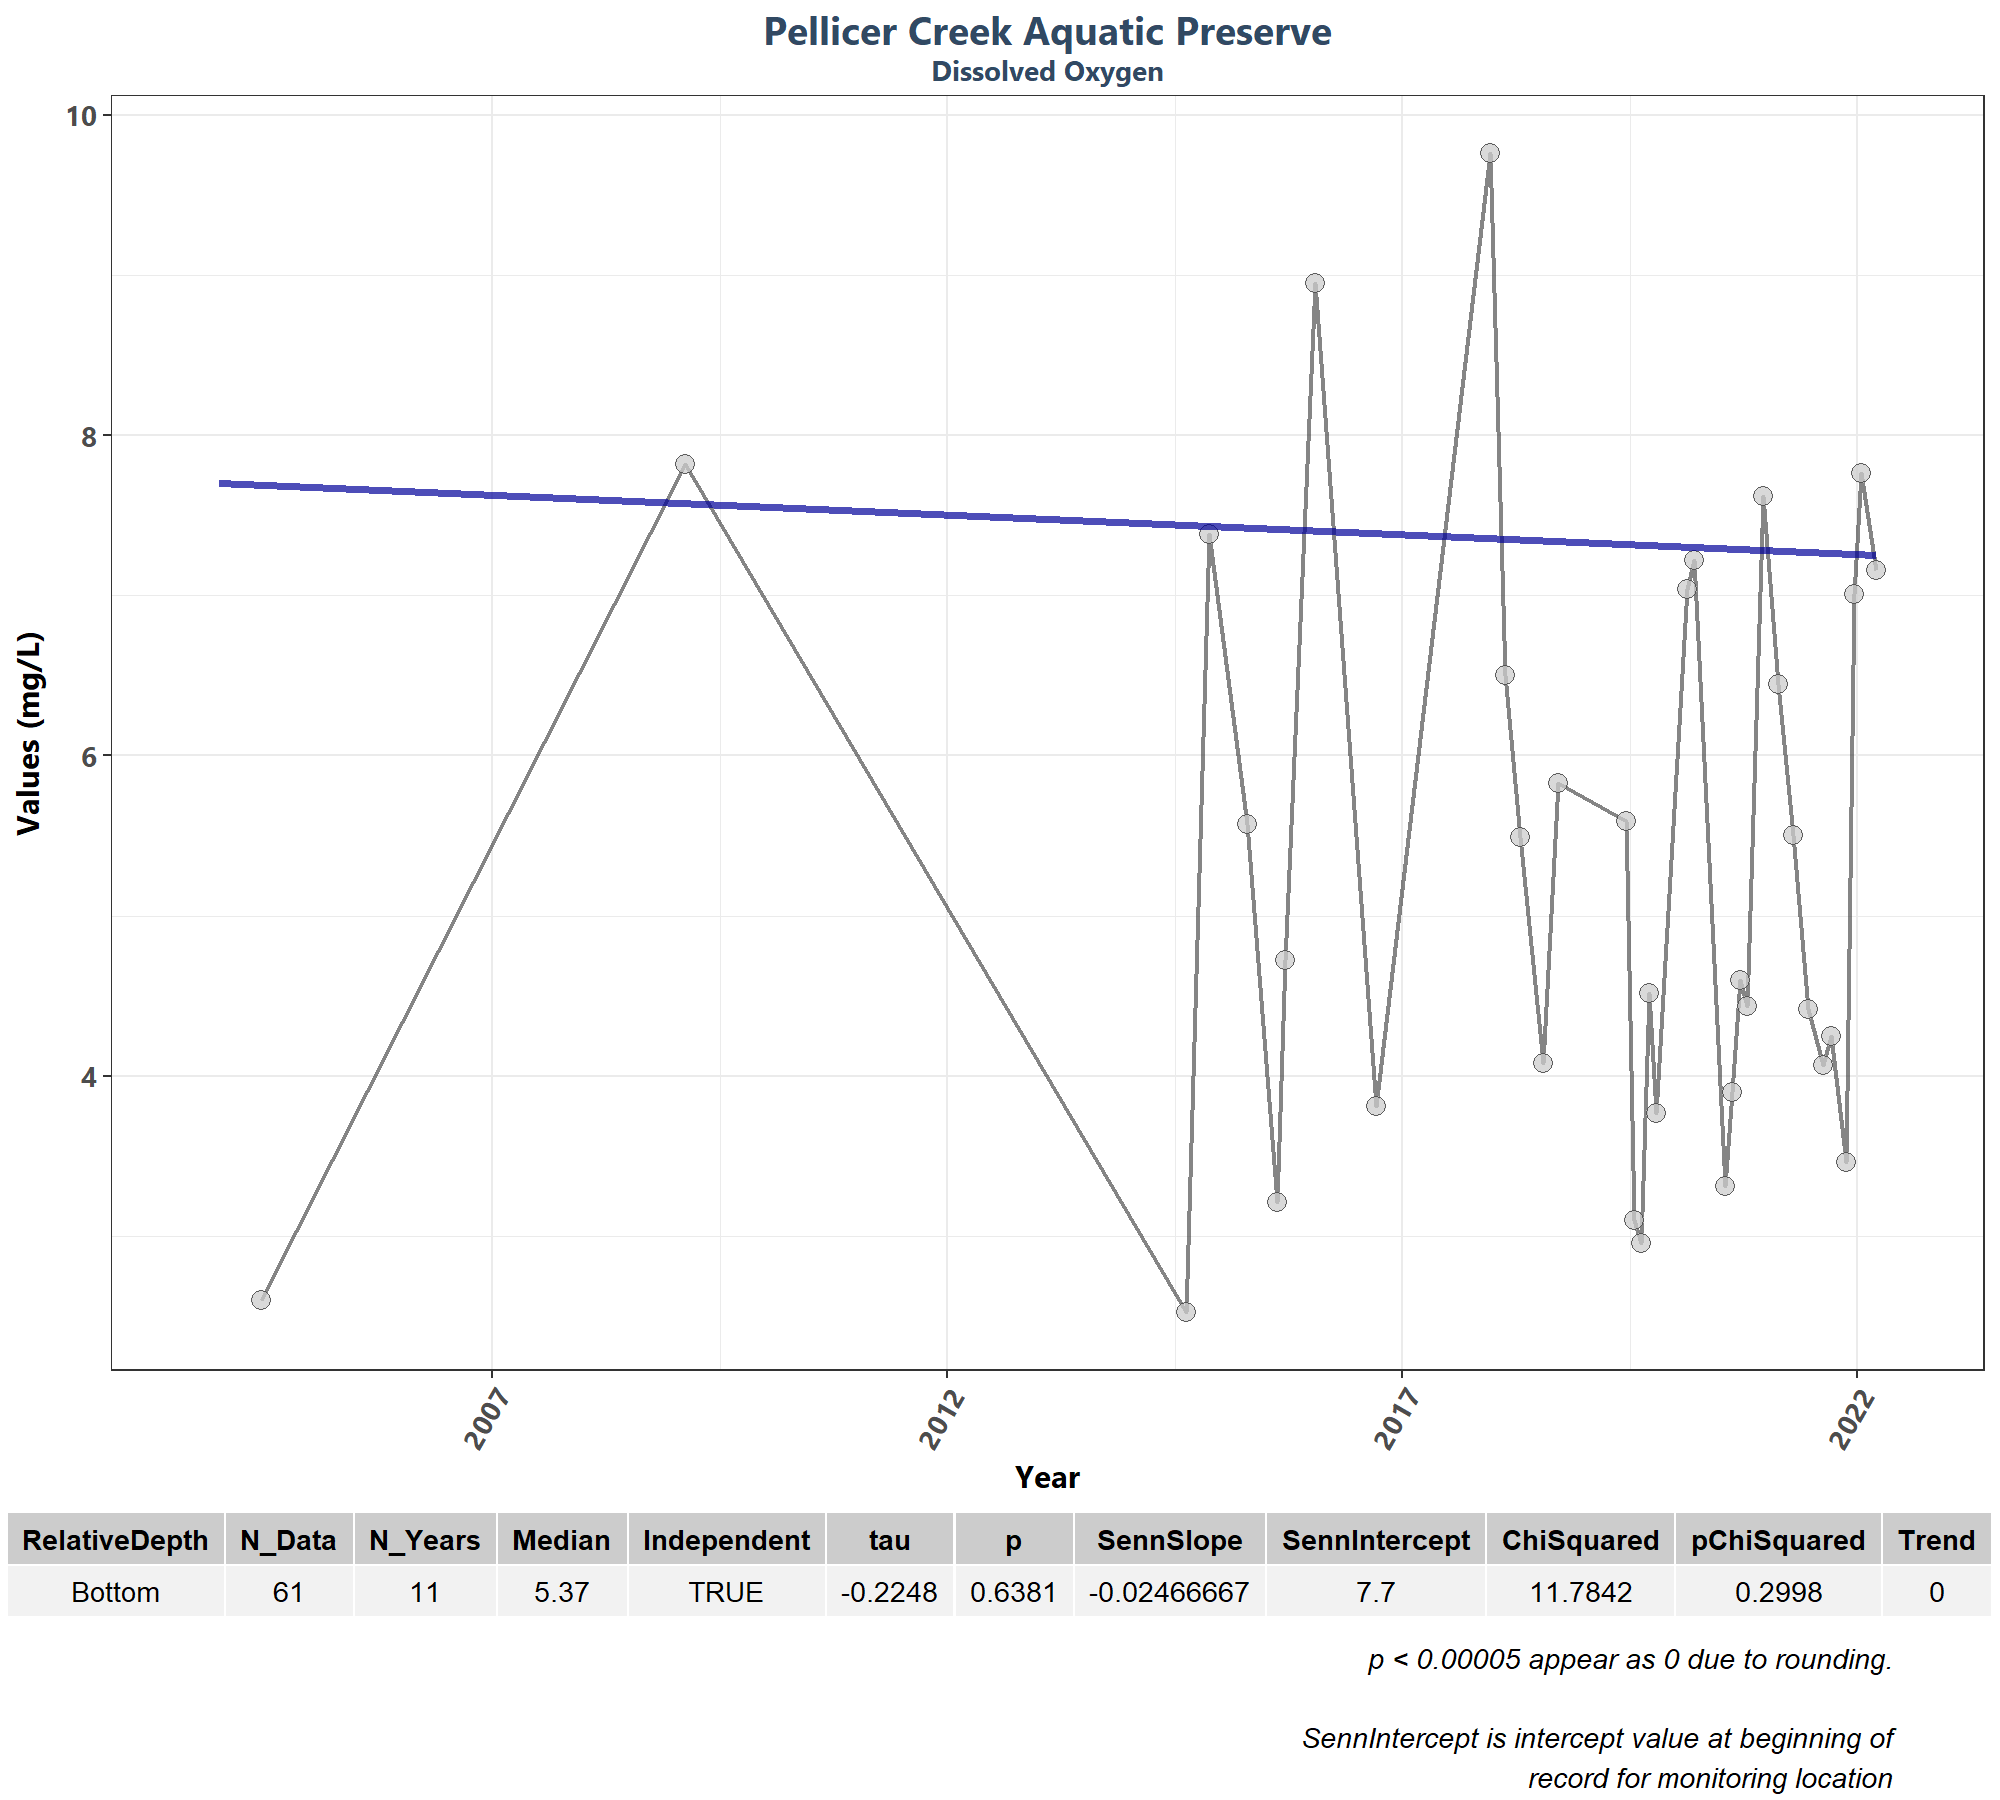 Pellicer Creek Aquatic Preserve
Dissolved Oxygen
10
8
6
4
Values (mg/L)
2007
2012
2017
2022
Year
RelativeDepth N_Data N_Years Median Independent tau p SennSlope SennIntercept ChiSquared pChiSquared Trend
Bottom 61 11 5.37 TRUE -0.2248 0.6381 -0.02466667 7.7 11.7842 0.2998 0
p < 0.00005 appear as 0 due to rounding.
SennIntercept is intercept value at beginning of
record for monitoring location